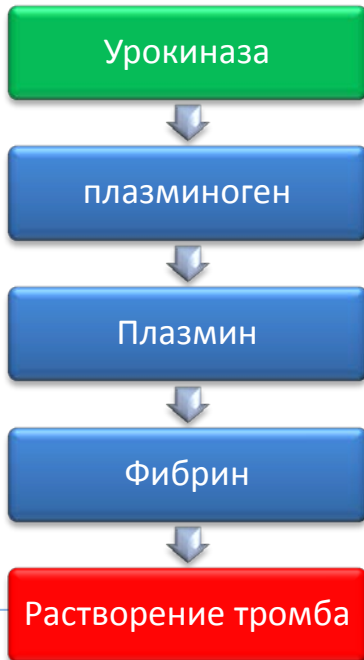 Урокиназа
плазминоген
Плазмин
Фибрин
Растворение тромба